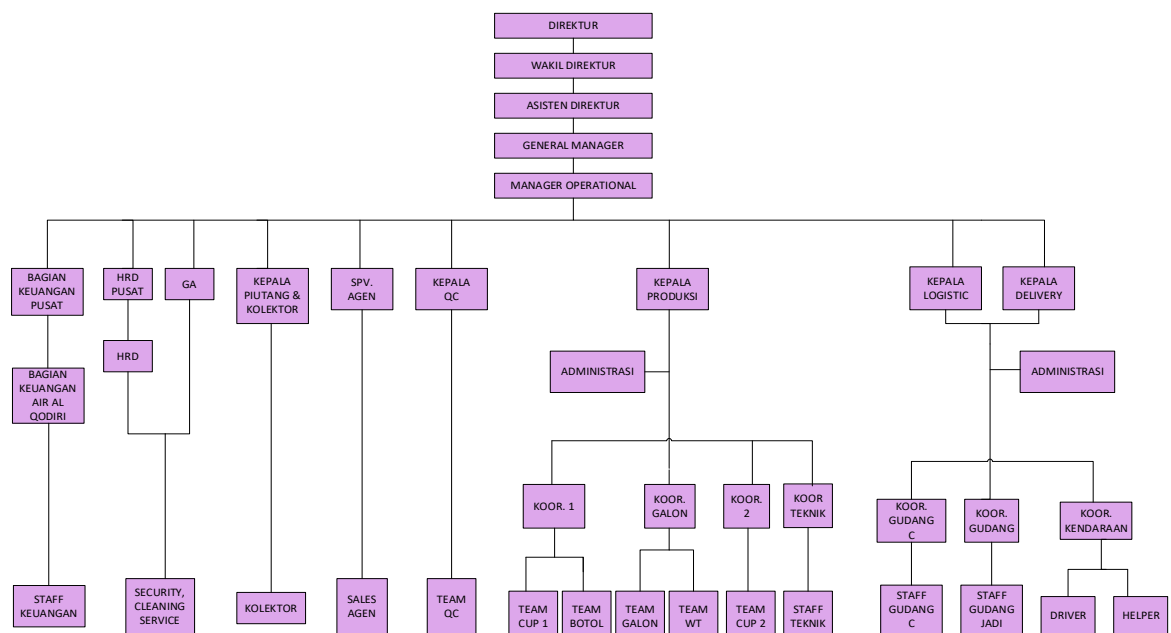 DIREKTUR
WAKIL DIREKTUR
ASISTEN DIREKTUR
GENERAL MANAGER
MANAGER OPERATIONAL
BAGIAN
KEUANGAN
PUSAT
HRD
PUSAT
GA
KEPALA
PIUTANG &
KOLEKTOR
SPV.
AGEN
KEPALA
QC
KEPALA
PRODUKSI
KEPALA
LOGISTIC
KEPALA
DELIVERY
HRD
ADMINISTRASI
ADMINISTRASI
BAGIAN
KEUANGAN
AIR AL
QODIRI
KOOR. 1
KOOR.
GALON
KOOR.
2
KOOR
TEKNIK
KOOR.
GUDANG
C
KOOR.
GUDANG
KOOR.
KENDARAAN
STAFF
KEUANGAN
SECURITY,
CLEANING
SERVICE
KOLEKTOR
SALES
AGEN
TEAM
QC
TEAM
CUP 1
TEAM
BOTOL
TEAM
GALON
TEAM
WT
TEAM
CUP 2
STAFF
TEKNIK
STAFF
GUDANG
C
STAFF
GUDANG
JADI
DRIVER
HELPER